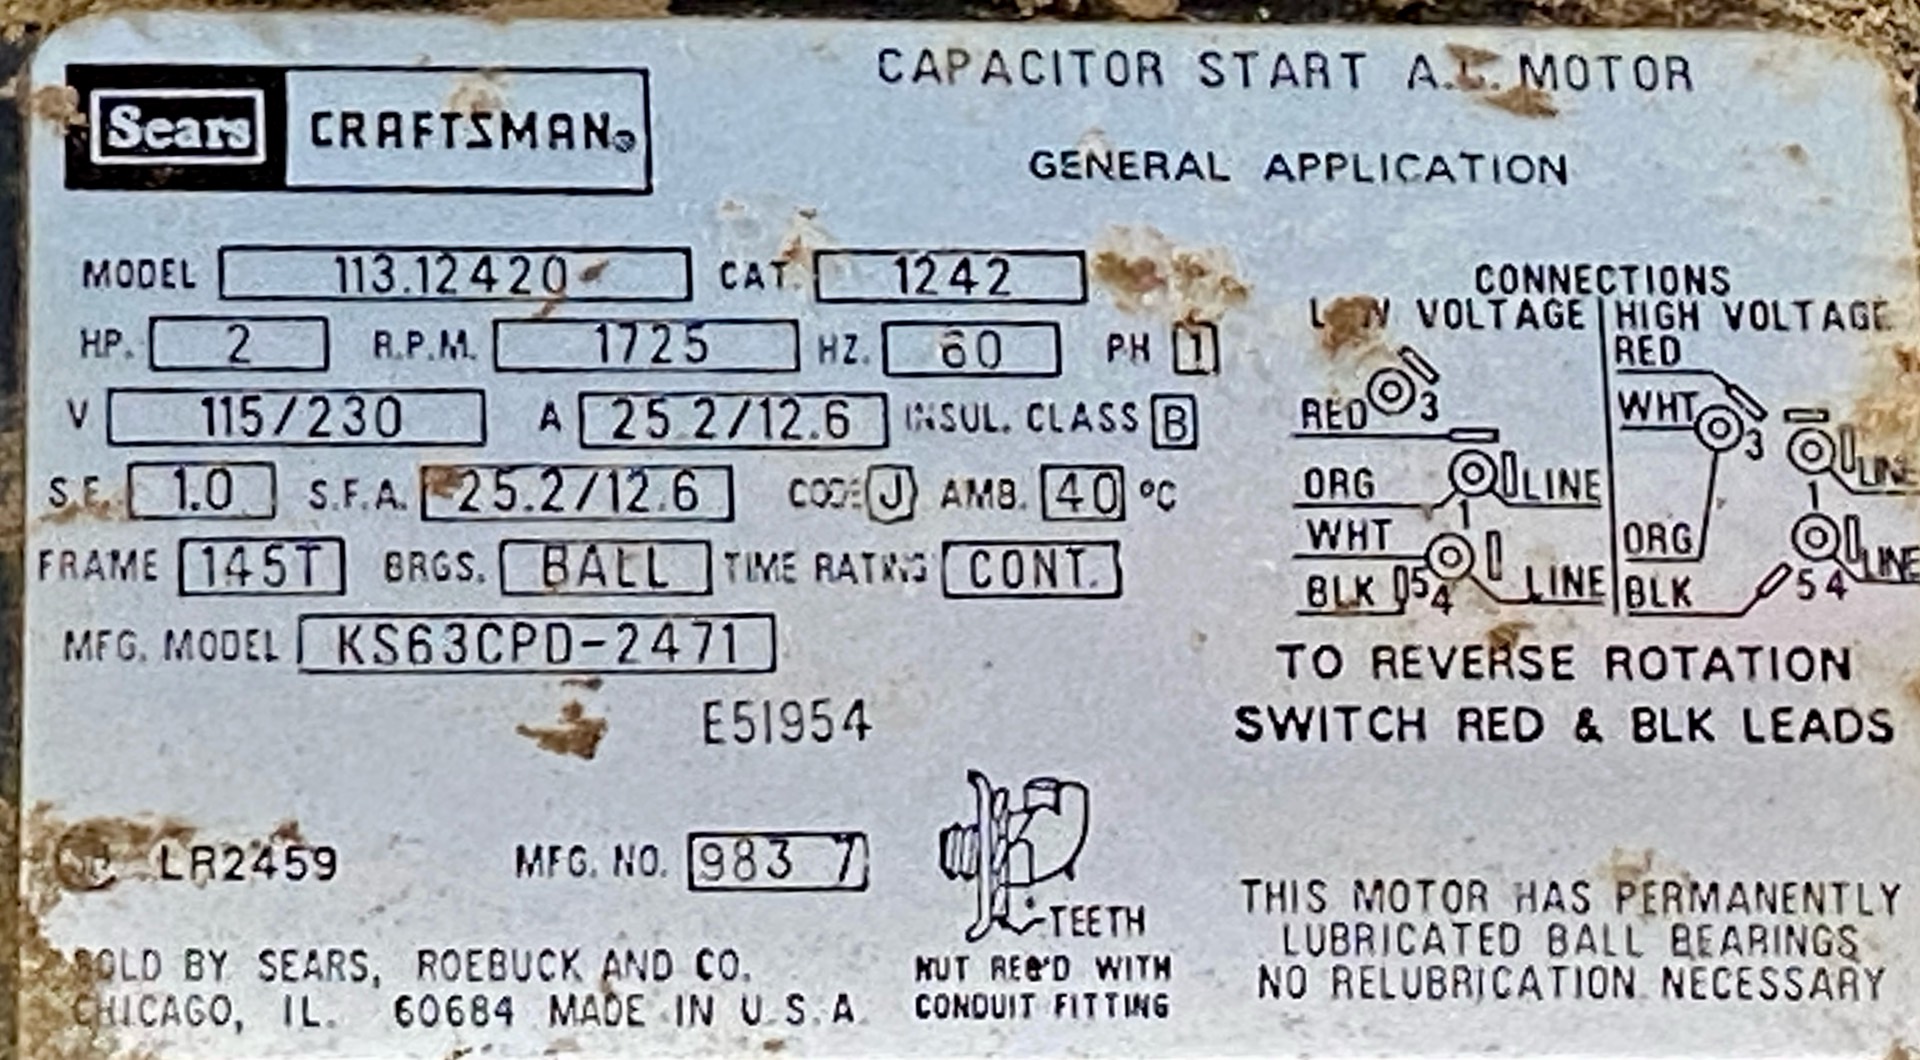 Sears CRAFTSMAN®
CAPACITOR START A.C. MOTOR
GENERAL APPLICATION
MODEL 113.12420 CAT. 1242
HP. 2 R.P.M. 1725 HZ. 60 PH 1
V 115/230 A 25.2/12.6 INSUL. CLASS B
S.F. 1.0 S.F.A. 25.2/12.6 CODE J AMB. 40 °C
FRAME 145T BRGS. BALL TIME RATING CONT.
MFG. MODEL KS63CPD-2471
E51954
LR2459 MFG. NO. 983 7
SOLD BY SEARS, ROEBUCK AND CO.
CHICAGO, IL. 60684 MADE IN U.S.A
TEETH
NUT REQ'D WITH
CONDUIT FITTING
CONNECTIONS
LOW VOLTAGE
RED 3
ORG LINE
1
WHT
BLK 5 4 LINE
HIGH VOLTAGE
RED
WHT 3
LINE
1
ORG LINE
BLK 5 4
TO REVERSE ROTATION
SWITCH RED & BLK LEADS
THIS MOTOR HAS PERMANENTLY
LUBRICATED BALL BEARINGS
NO RELUBRICATION NECESSARY